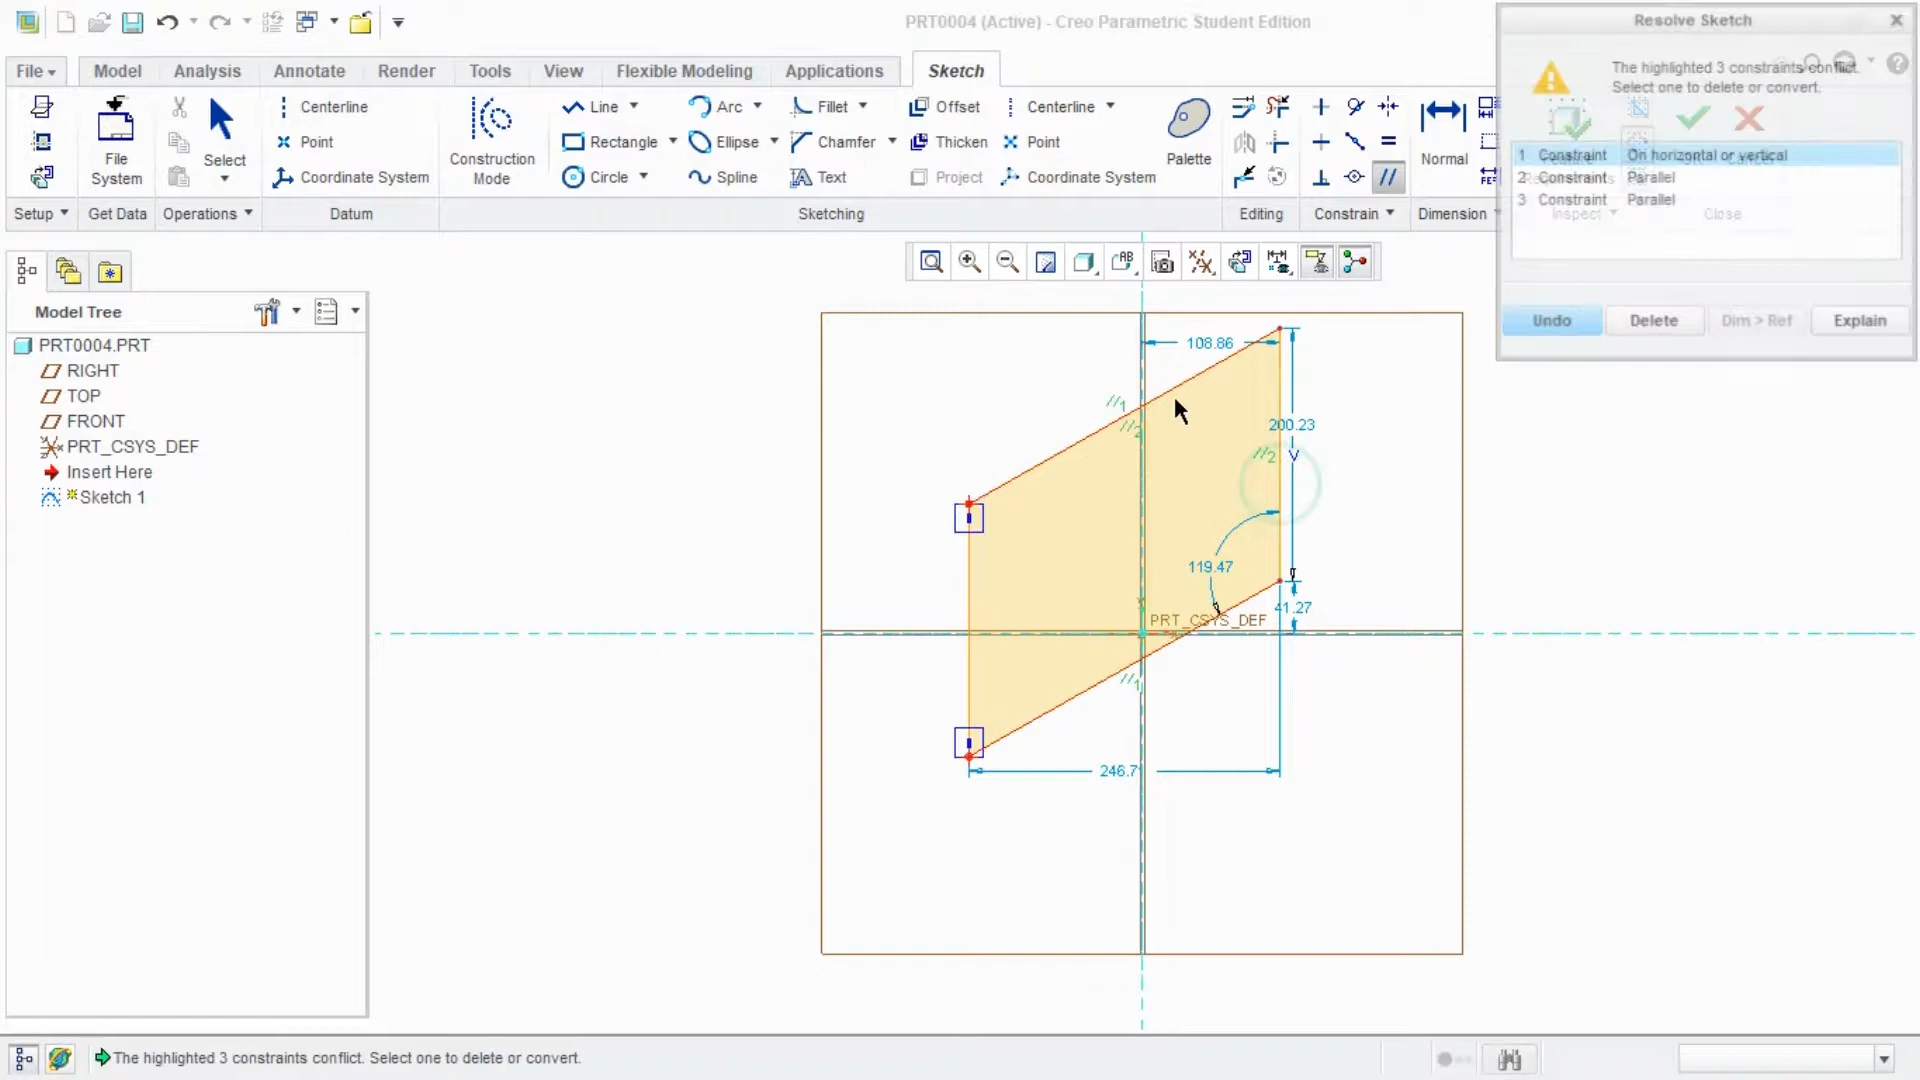 PRT0004 (Active) - Creo Parametric Student Edition
File Model Analysis Annotate Render Tools View Flexible Modeling Applications Sketch
Centerline
Point
Coordinate System
File System
Select
Construction Mode
Line Arc Fillet Offset Centerline
Rectangle Ellipse Chamfer Thicken Point
Circle Spline Text Project Coordinate System
Palette
Normal
Setup Get Data Operations Datum Sketching Editing Constrain Dimension Inspect Close
Resolve Sketch
The highlighted 3 constraints conflict.
Select one to delete or convert.
1 Constraint On horizontal or vertical
2 Constraint Parallel
3 Constraint Parallel
Undo Delete Dim > Ref Explain
Model Tree
PRT0004.PRT
RIGHT
TOP
FRONT
PRT_CSYS_DEF
Insert Here
Sketch 1
108.86
//1
//2
200.23
//2 V
119.47
41.27
PRT_CSYS_DEF
//1
246.7
The highlighted 3 constraints conflict. Select one to delete or convert.